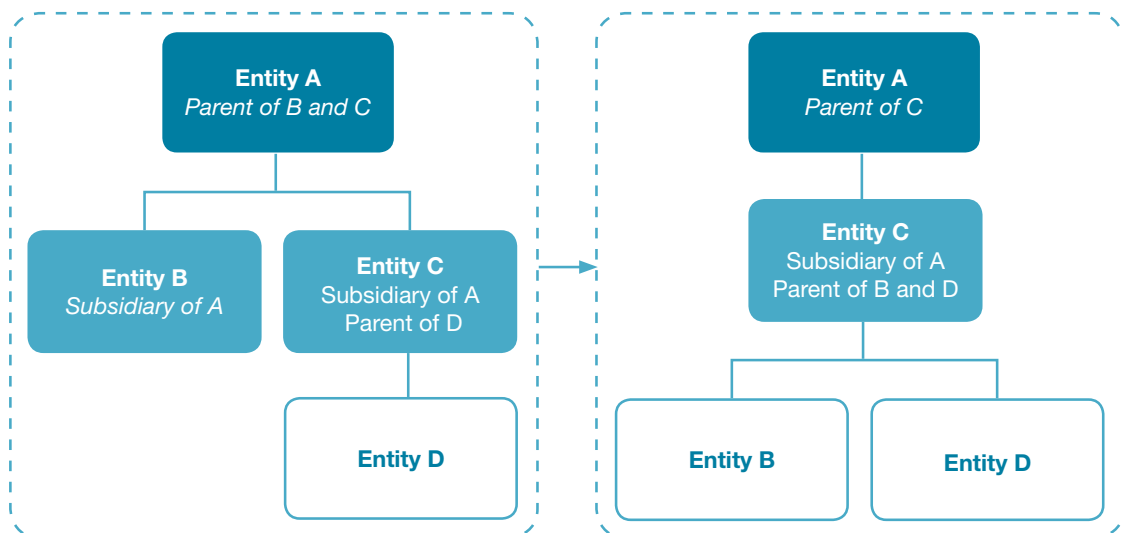 Entity A
Parent of B and C
Entity B
Subsidiary of A
Entity C
Subsidiary of A
Parent of D
Entity D
Entity A
Parent of C
Entity C
Subsidiary of A
Parent of B and D
Entity B
Entity D